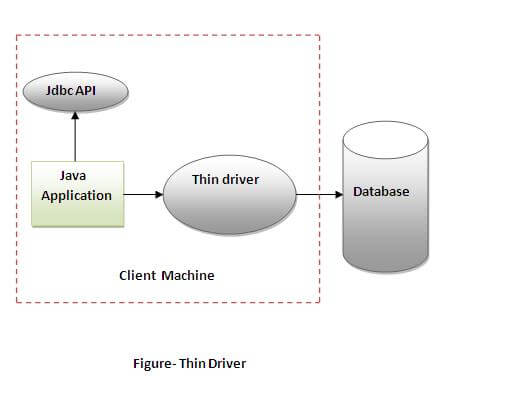 Jdbc API
Java
Application
Thin driver
Database
Client Machine
Figure- Thin Driver